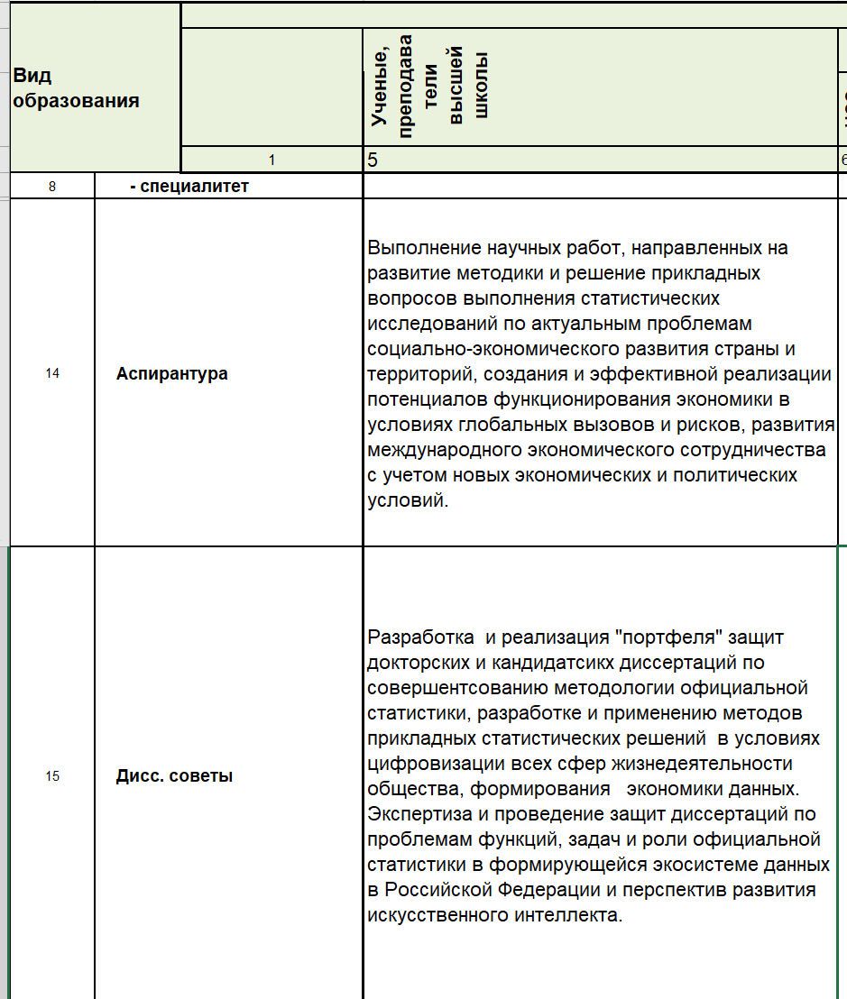 Вид
образования
Ученые,
преподава
тели
высшей
школы
1
5
6
8
- специалитет
14
Аспирантура
Выполнение научных работ, направленных на
развитие методики и решение прикладных
вопросов выполнения статистических
исследований по актуальным проблемам
социально-экономического развития страны и
территорий, создания и эффективной реализации
потенциалов функционирования экономики в
условиях глобальных вызовов и рисков, развития
международного экономического сотрудничества
с учетом новых экономических и политических
условий.
15
Дисс. советы
Разработка  и реализация "портфеля" защит
докторских и кандидатсикх диссертаций по
совершентсованию методологии официальной
статистики, разработке и применению методов
прикладных статистических решений  в условиях
цифровизации всех сфер жизнедеятельности
общества, формирования   экономики данных.
Экспертиза и проведение защит диссертаций по
проблемам функций, задач и роли официальной
статистики в формирующейся экосистеме данных
в Российской Федерации и перспектив развития
искусственного интеллекта.